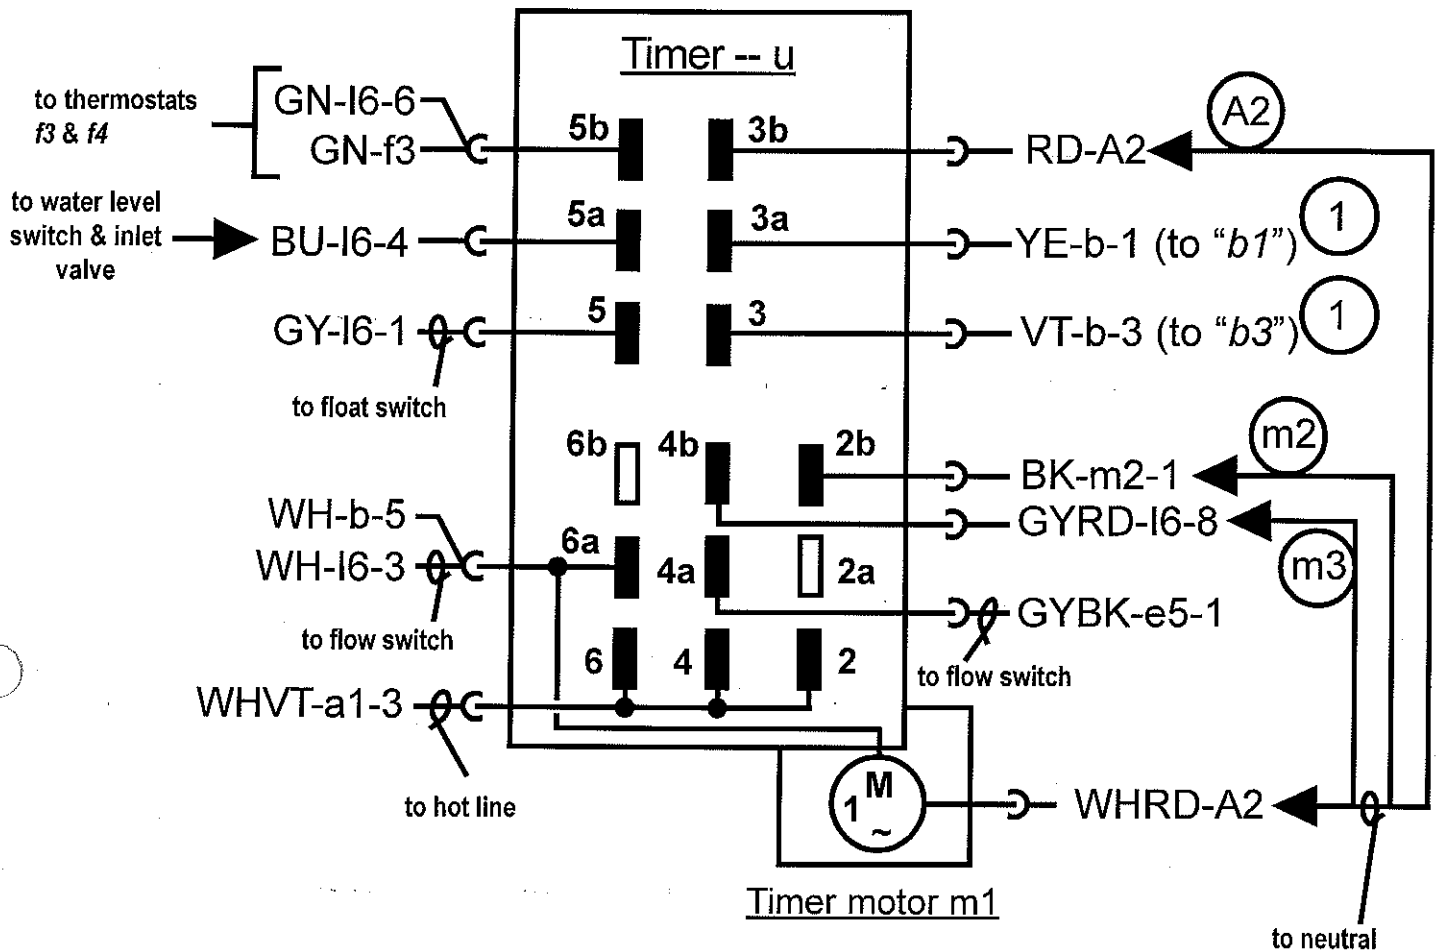 Timer -- u
to thermostats
f3 & f4
GN-I6-6
GN-f3
5b
3b
RD-A2
A2
to water level
switch & inlet
valve
BU-I6-4
5a
3a
YE-b-1 (to “b1”)
1
GY-I6-1
5
3
VT-b-3 (to “b3”)
1
to float switch
6b
4b
2b
BK-m2-1
m2
WH-b-5
GYRD-I6-8
WH-I6-3
6a
4a
2a
m3
GYBK-e5-1
to flow switch
6
4
2
to flow switch
WHVT-a1-3
to hot line
M
1
~
WHRD-A2
Timer motor m1
to neutral